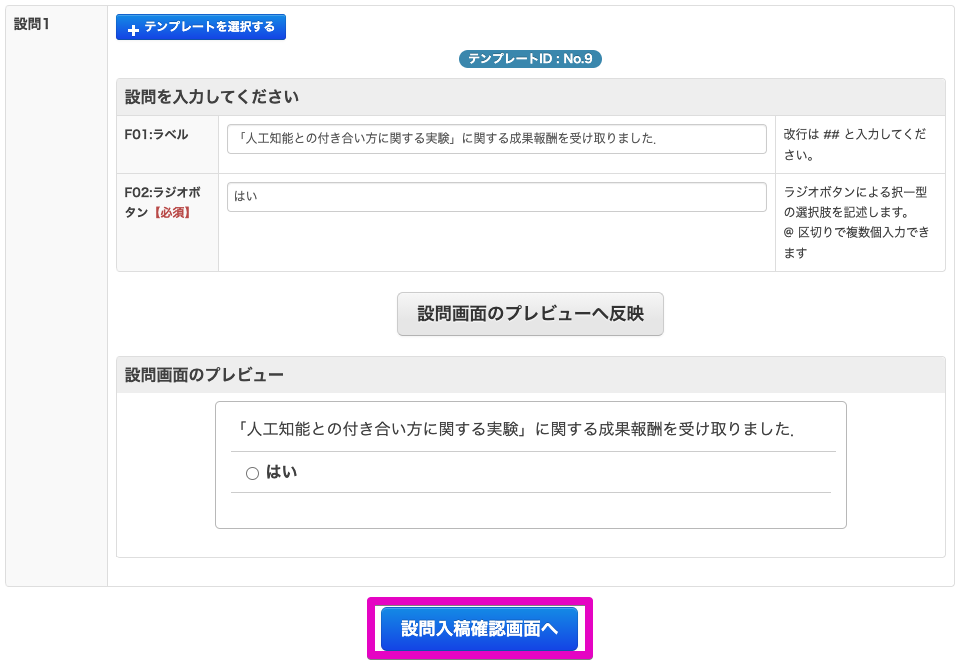 設問1
テンプレートを選択する
テンプレートID : No.9
設問を入力してください
F01:ラベル
「人工知能との付き合い方に関する実験」に関する成果報酬を受け取りました.
改行は ## と入力してくだ
さい。
F02:ラジオボ
タン【必須】
はい
ラジオボタンによる択一型
の選択肢を記述します。
@ 区切りで複数個入力でき
ます
設問画面のプレビューへ反映
設問画面のプレビュー
「人工知能との付き合い方に関する実験」に関する成果報酬を受け取りました.
はい
設問入稿確認画面へ